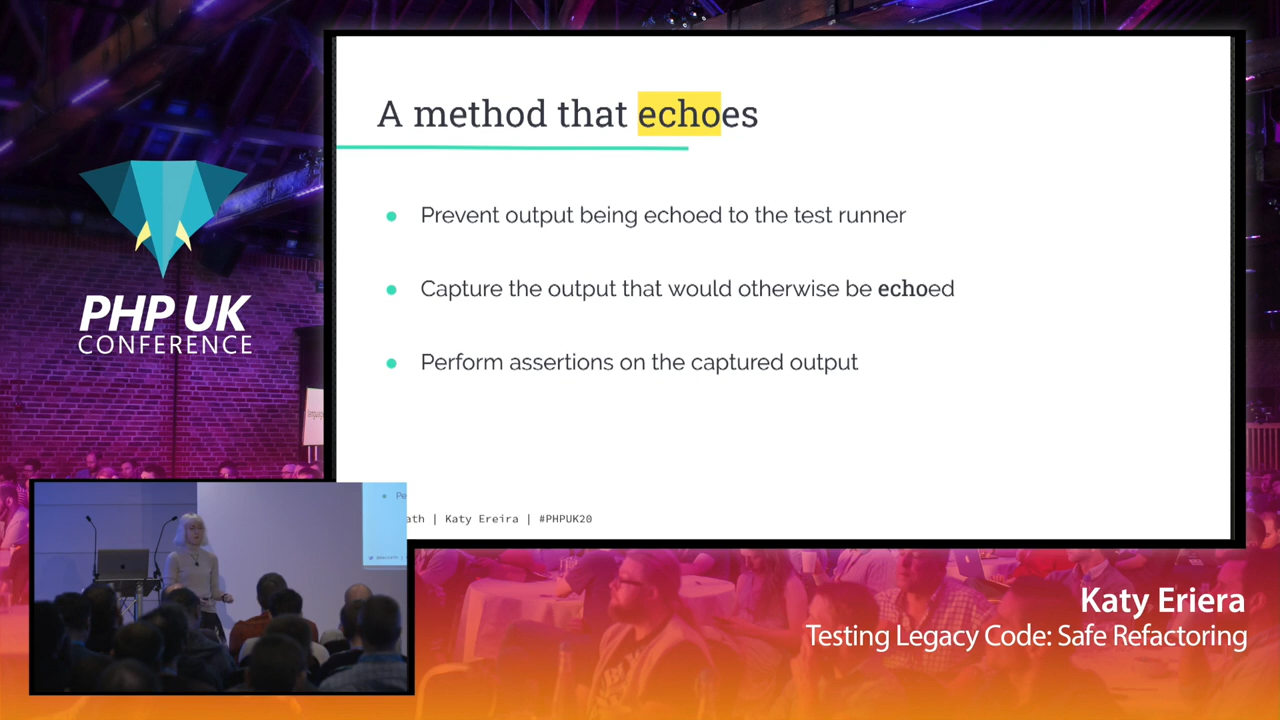 A method that echoes
● Prevent output being echoed to the test runner
● Capture the output that would otherwise be echoed
● Perform assertions on the captured output
ath | Katy Ereira | #PHPUK20
PHP UK
CONFERENCE
Pe
Katy Eriera
Testing Legacy Code: Safe Refactoring